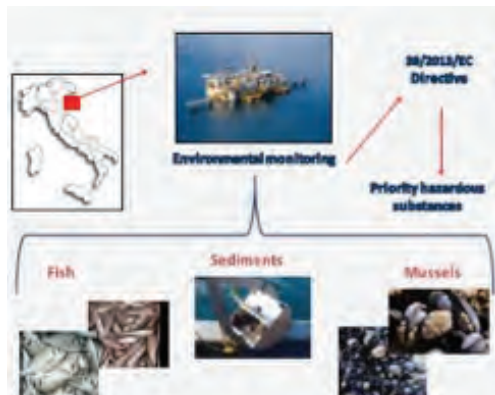 39/2013/EC
Directive
Environmental monitoring
Priority hazardous
substances
Fish
Sediments
Mussels